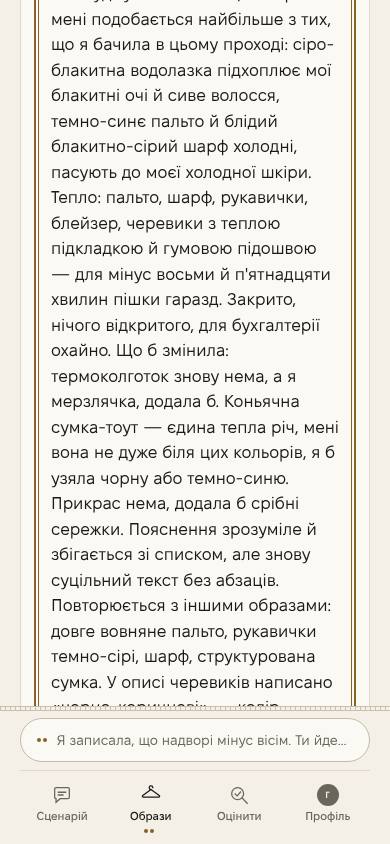 мені подобається найбільше з тих,
що я бачила в цьому проході: сіро-
блакитна водолазка підхоплює мої
блакитні очі й сиве волосся,
темно-синє пальто й блідий
блакитно-сірий шарф холодні,
пасують до моєї холодної шкіри.
Тепло: пальто, шарф, рукавички,
блейзер, черевики з теплою
підкладкою й гумовою підошвою
— для мінус восьми й п'ятнадцяти
хвилин пішки гаразд. Закрито,
нічого відкритого, для бухгалтерії
охайно. Що б змінила:
термоколготок знову нема, а я
мерзлячка, додала б. Коньячна
сумка-тоут — єдина тепла річ, мені
вона не дуже біля цих кольорів, я б
узяла чорну або темно-синю.
Прикрас нема, додала б срібні
сережки. Пояснення зрозуміле й
збігається зі списком, але знову
суцільний текст без абзаців.
Повторюється з іншими образами:
довге вовняне пальто, рукавички
темно-сірі, шарф, структурована
сумка. У описі черевиків написано
Я записала, що надворі мінус вісім. Ти йде...
Сценарій
Образи
Оцінити
г
Профіль